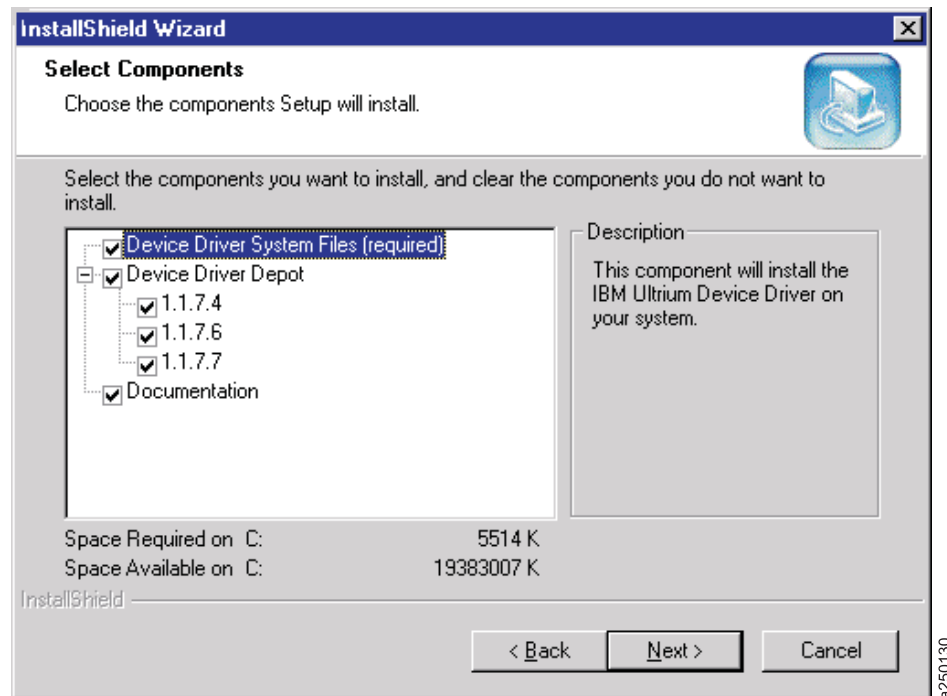 InstallShield Wizard
Select Components
Choose the components Setup will install.
Select the components you want to install, and clear the components you do not want to
install.
Device Driver System Files (required)
Device Driver Depot
1.1.7.4
1.1.7.6
1.1.7.7
Documentation
Description
This component will install the
IBM Ultrium Device Driver on
your system.
Space Required on C: 5514 K
Space Available on C: 19383007 K
InstallShield
< Back
Next >
Cancel
a250130